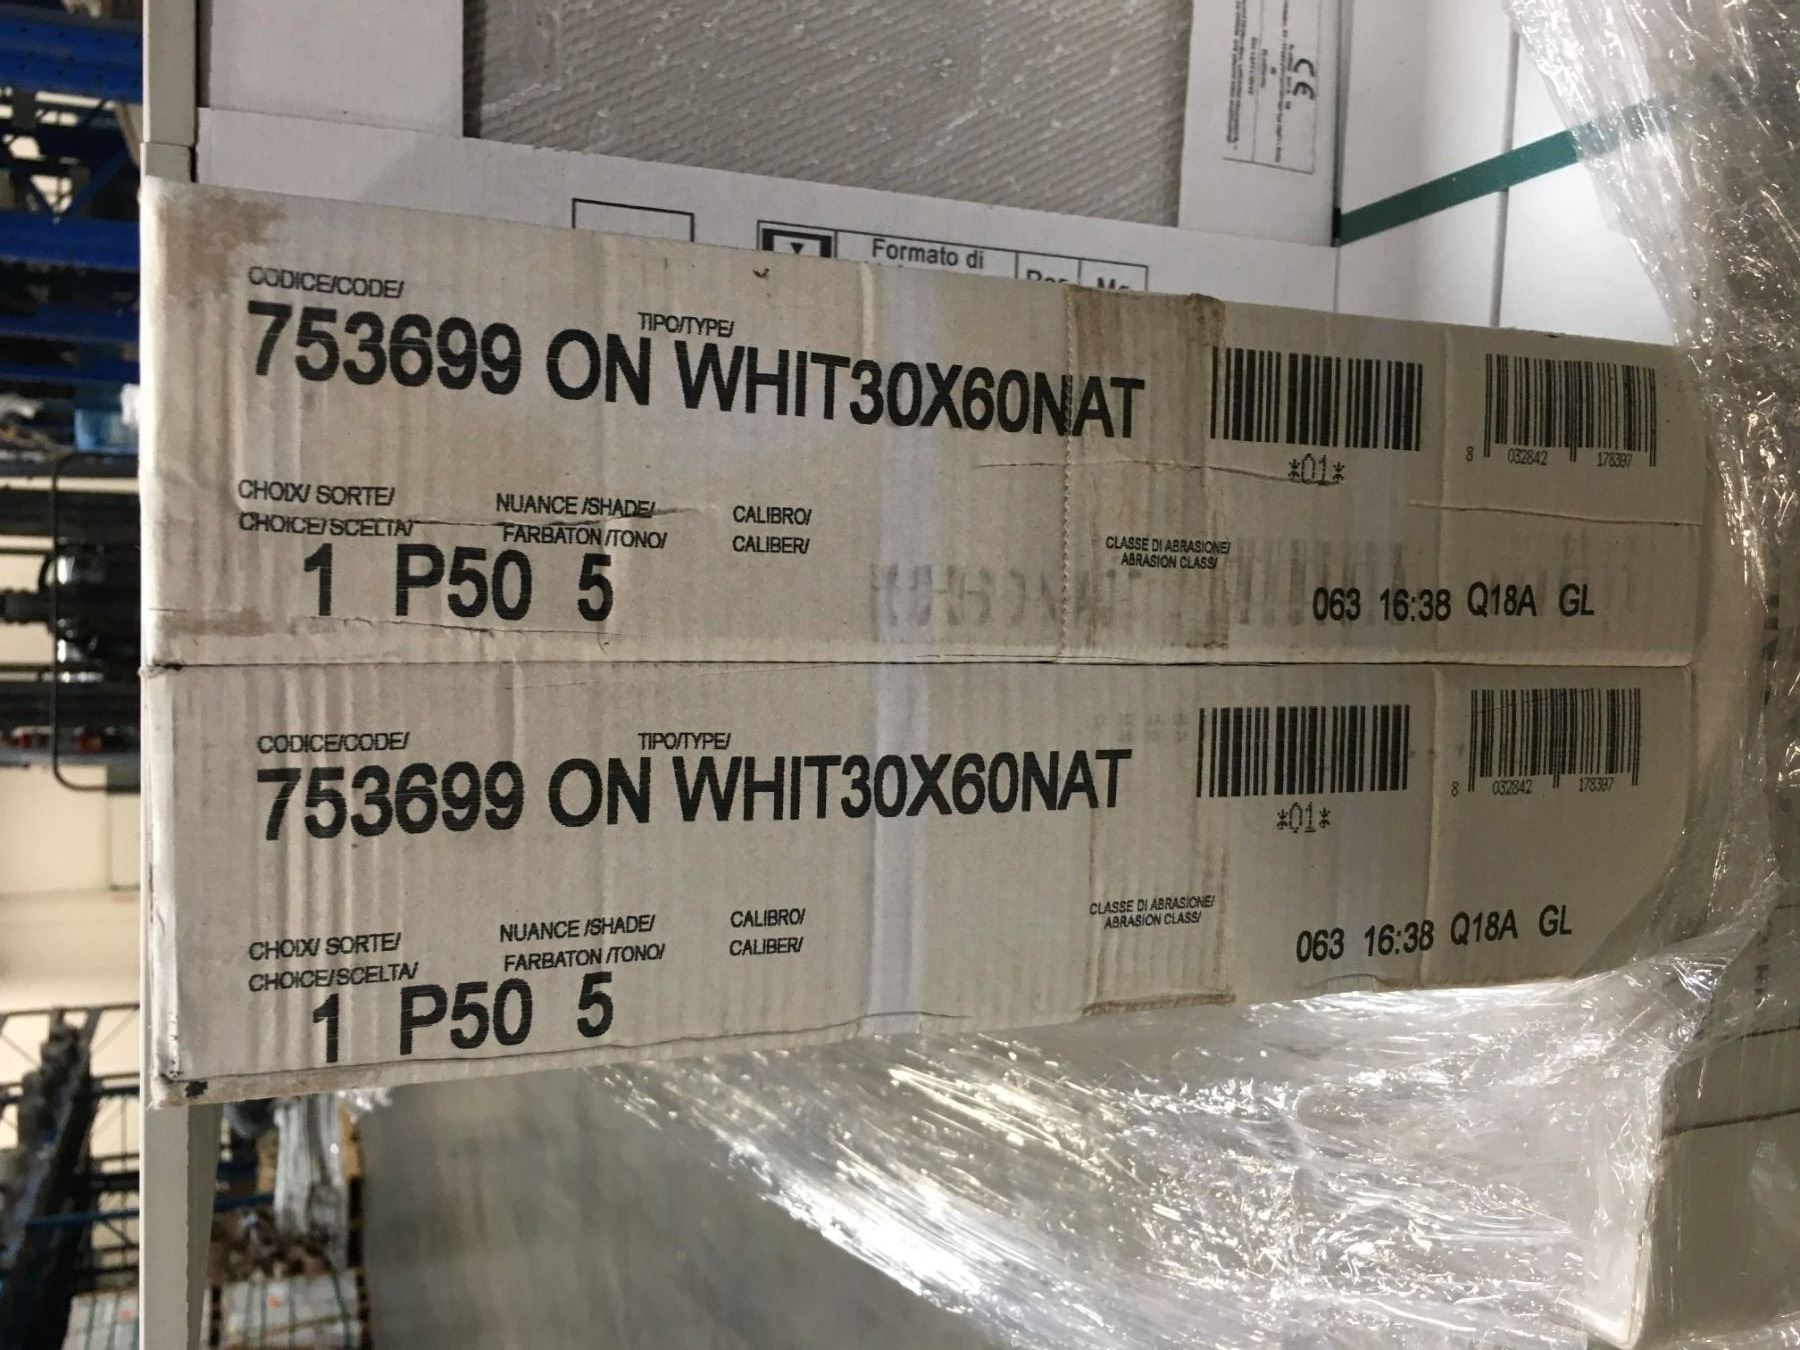 Formato di
CODICE/CODE/
TIPO/TYPE/
753699 ON WHIT30X60NAT
*01*
8 032842 178397
CHOIX/ SORTE/
NUANCE /SHADE/
CALIBRO/
CHOICE/SCELTA/
FARBATON /TONO/
CALIBER/
CLASSE DI ABRASIONE/
ABRASION CLASS/
1 P50 5
063 16:38 Q18A GL
CODICE/CODE/
TIPO/TYPE/
753699 ON WHIT30X60NAT
*01*
8 032842 178397
CHOIX/ SORTE/
NUANCE /SHADE/
CALIBRO/
CHOICE/SCELTA/
FARBATON /TONO/
CALIBER/
CLASSE DI ABRASIONE/
ABRASION CLASS/
1 P50 5
063 16:38 Q18A GL
CE